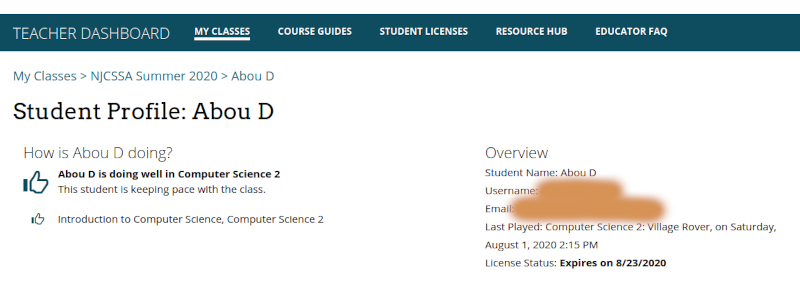 TEACHER DASHBOARD MY CLASSES COURSE GUIDES STUDENT LICENSES RESOURCE HUB EDUCATOR FAQ
My Classes > NJCSSA Summer 2020 > Abou D
Student Profile: Abou D
How is Abou D doing?
Abou D is doing well in Computer Science 2
This student is keeping pace with the class.
Introduction to Computer Science, Computer Science 2
Overview
Student Name: Abou D
Username:
Email:
Last Played: Computer Science 2: Village Rover, on Saturday,
August 1, 2020 2:15 PM
License Status: Expires on 8/23/2020